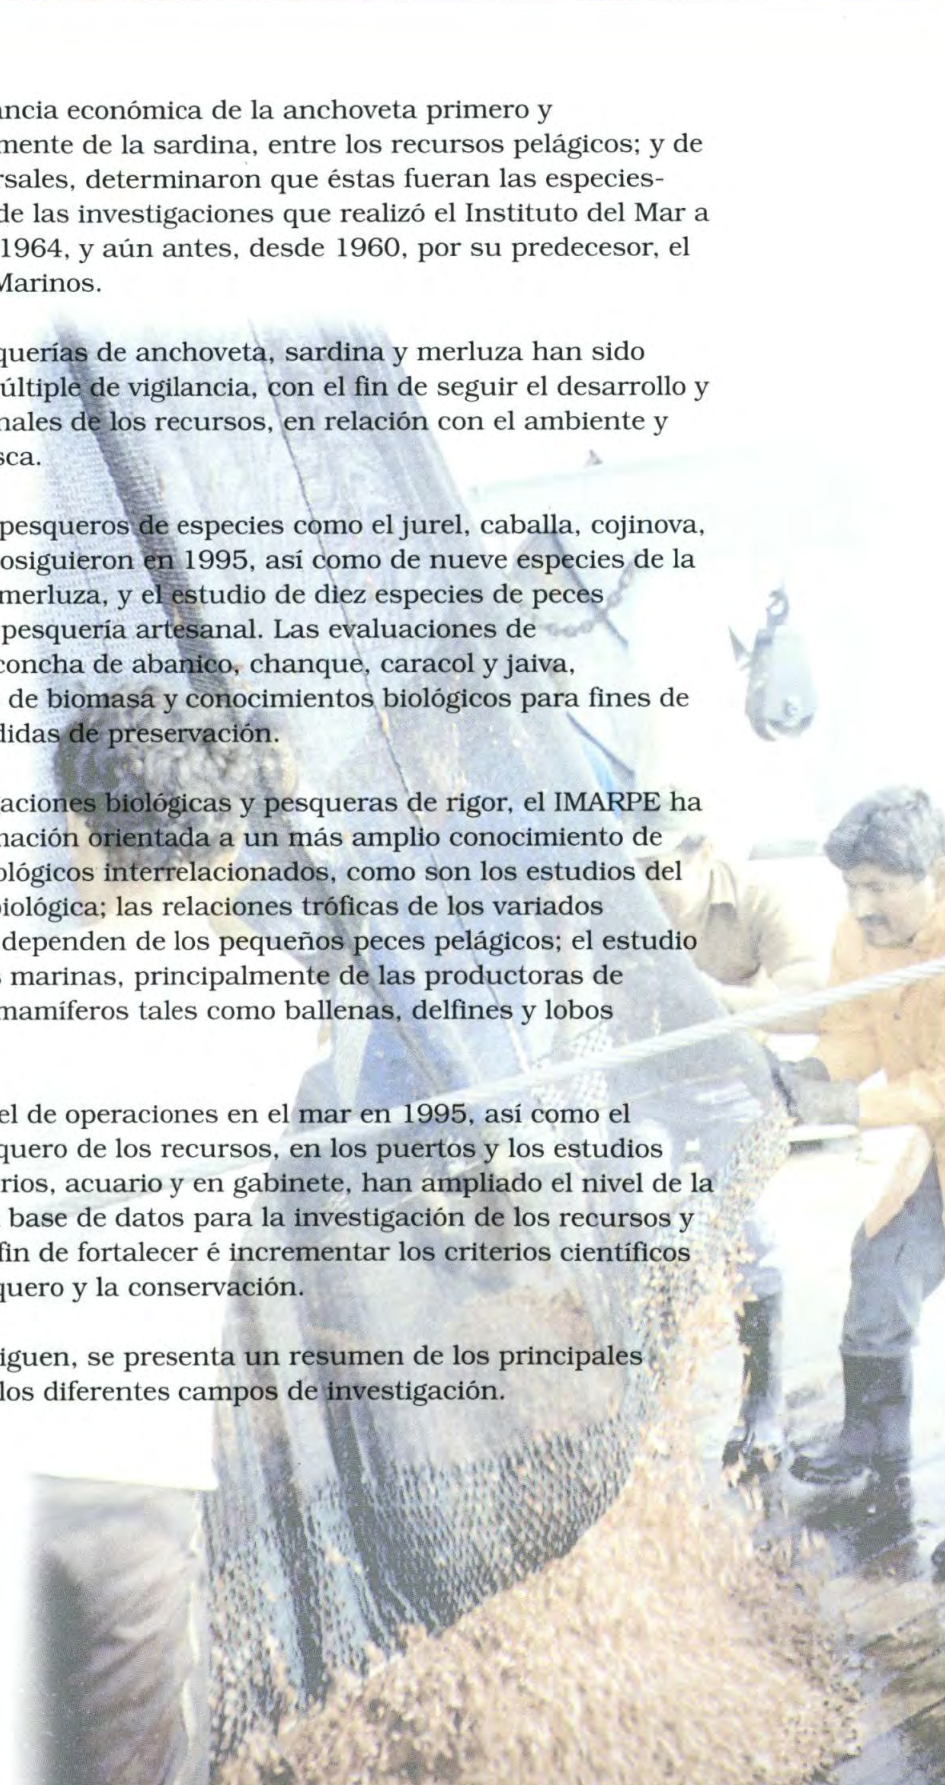 ancia económica de la anchoveta primero y
mente de la sardina, entre los recursos pelágicos; y de
rsales, determinaron que éstas fueran las especies-
de las investigaciones que realizó el Instituto del Mar a
1964, y aún antes, desde 1960, por su predecesor, el
Marinos.
querías de anchoveta, sardina y merluza han sido
últiple de vigilancia, con el fin de seguir el desarrollo y
nales de los recursos, en relación con el ambiente y
sca.
pesqueros de especies como el jurel, caballa, cojinova,
osiguieron en 1995, así como de nueve especies de la
merluza, y el estudio de diez especies de peces
pesquería artesanal. Las evaluaciones de
concha de abanico, chanque, caracol y jaiva,
de biomasa y conocimientos biológicos para fines de
didas de preservación.
aciones biológicas y pesqueras de rigor, el IMARPE ha
nación orientada a un más amplio conocimiento de
ológicos interrelacionados, como son los estudios del
biológica; las relaciones tróficas de los variados
dependen de los pequeños peces pelágicos; el estudio
s marinas, principalmente de las productoras de
mamíferos tales como ballenas, delfines y lobos
el de operaciones en el mar en 1995, así como el
quero de los recursos, en los puertos y los estudios
rios, acuario y en gabinete, han ampliado el nivel de la
base de datos para la investigación de los recursos y
fin de fortalecer é incrementar los criterios científicos
quero y la conservación.
iguen, se presenta un resumen de los principales
los diferentes campos de investigación.